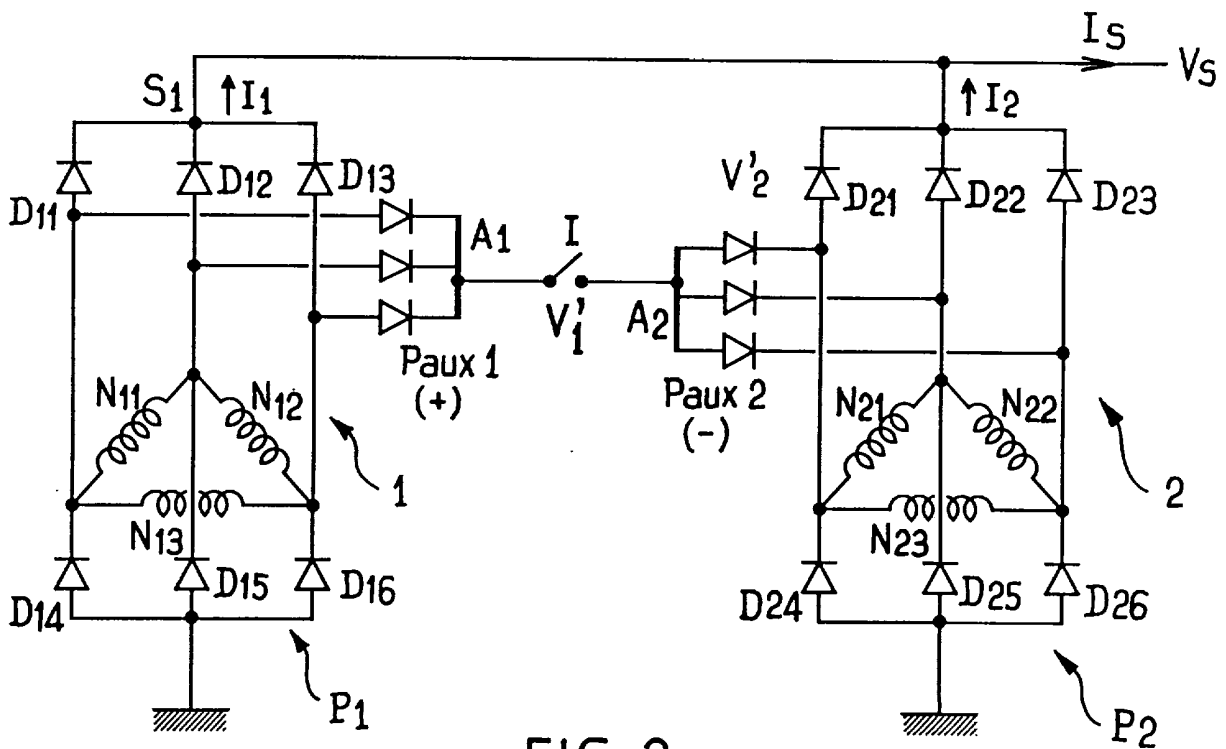 IS
VS
S1
I1
I2
D11
D12
D13
A1
I
V'1
A2
V'2
D21
D22
D23
Paux 1
(+)
Paux 2
(-)
N11
N12
N13
1
N21
N22
N23
2
D14
D15
D16
P1
D24
D25
D26
P2